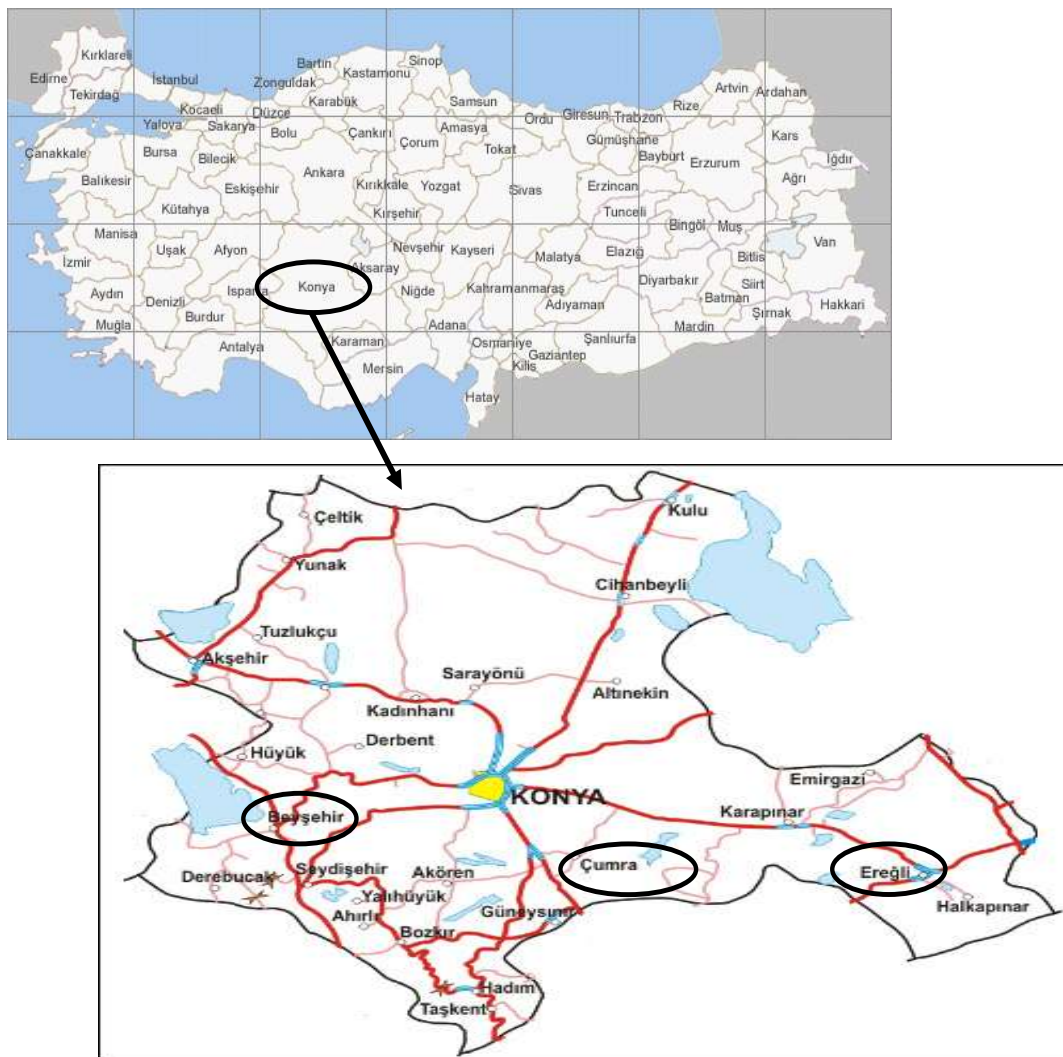 Kırklareli
Edirne
Tekirdağ
İstanbul
Kocaeli
Yalova
Sakarya
Düzce
Zonguldak
Bartın
Karabük
Kastamonu
Sinop
Samsun
Bolu
Çankırı
Çorum
Amasya
Tokat
Ordu
Giresun
Trabzon
Rize
Artvin
Ardahan
Gümüşhane
Bayburt
Erzurum
Kars
Iğdır
Ağrı
Çanakkale
Bursa
Bilecik
Balıkesir
Eskişehir
Ankara
Kırıkkale
Yozgat
Sivas
Erzincan
Tunceli
Kütahya
Kırşehir
Bingöl
Muş
Manisa
Uşak
Afyon
Nevşehir
Kayseri
Malatya
Elazığ
Bitlis
Van
İzmir
Aksaray
Konya
Isparta
Niğde
Kahramanmaraş
Adıyaman
Diyarbakır
Batman
Siirt
Şırnak
Hakkari
Aydın
Denizli
Burdur
Muğla
Antalya
Karaman
Mersin
Adana
Osmaniye
Gaziantep
Kilis
Şanlıurfa
Mardin
Hatay
Çeltik
Kulu
Yunak
Cihanbeyli
Tuzlukçu
Akşehir
Sarayönü
Altınekin
Kadınhanı
Derbent
Hüyük
Emirgazi
KONYA
Karapınar
Beyşehir
Çumra
Ereğli
Derebucak
Seydişehir
Akören
Yalıhüyük
Halkapınar
Ahırlı
Güneysınır
Bozkır
Hadım
Taşkent